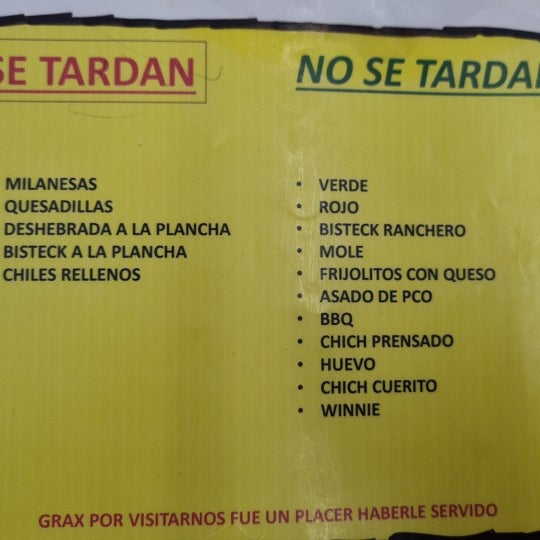 SE TARDAN
MILANESAS
QUESADILLAS
DESHEBRADA A LA PLANCHA
BISTECK A LA PLANCHA
CHILES RELLENOS
NO SE TARDAN
• VERDE
• ROJO
• BISTECK RANCHERO
• MOLE
• FRIJOLITOS CON QUESO
• ASADO DE PCO
• BBQ
• CHICH PRENSADO
• HUEVO
• CHICH CUERITO
• WINNIE
GRAX POR VISITARNOS FUE UN PLACER HABERLE SERVIDO